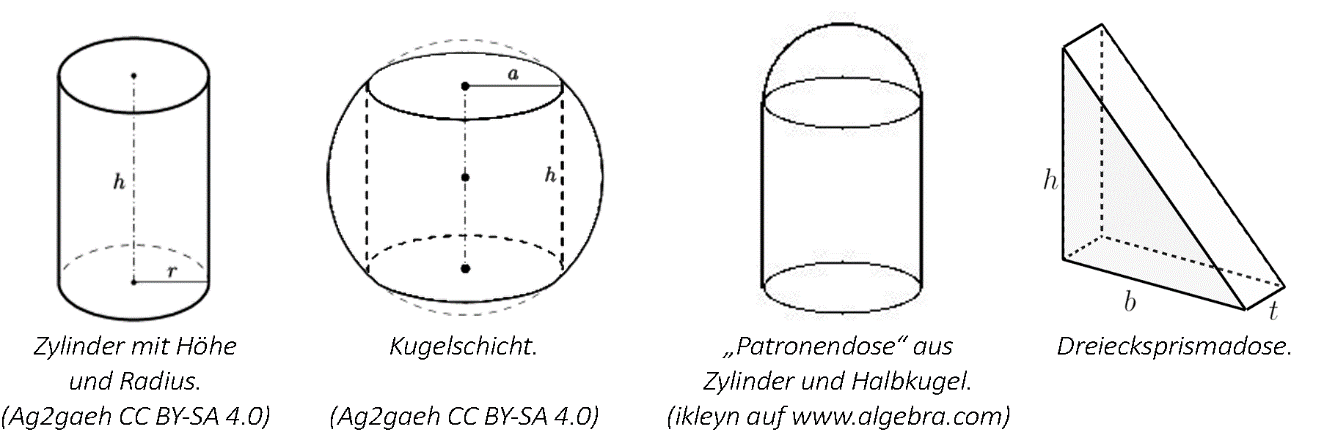 h
r
a
h
h
b
t
Zylinder mit Höhe
und Radius.
(Ag2gaeh CC BY-SA 4.0)
Kugelschicht.
(Ag2gaeh CC BY-SA 4.0)
„Patronendose“ aus
Zylinder und Halbkugel.
(ikleyn auf www.algebra.com)
Dreiecksprismadose.